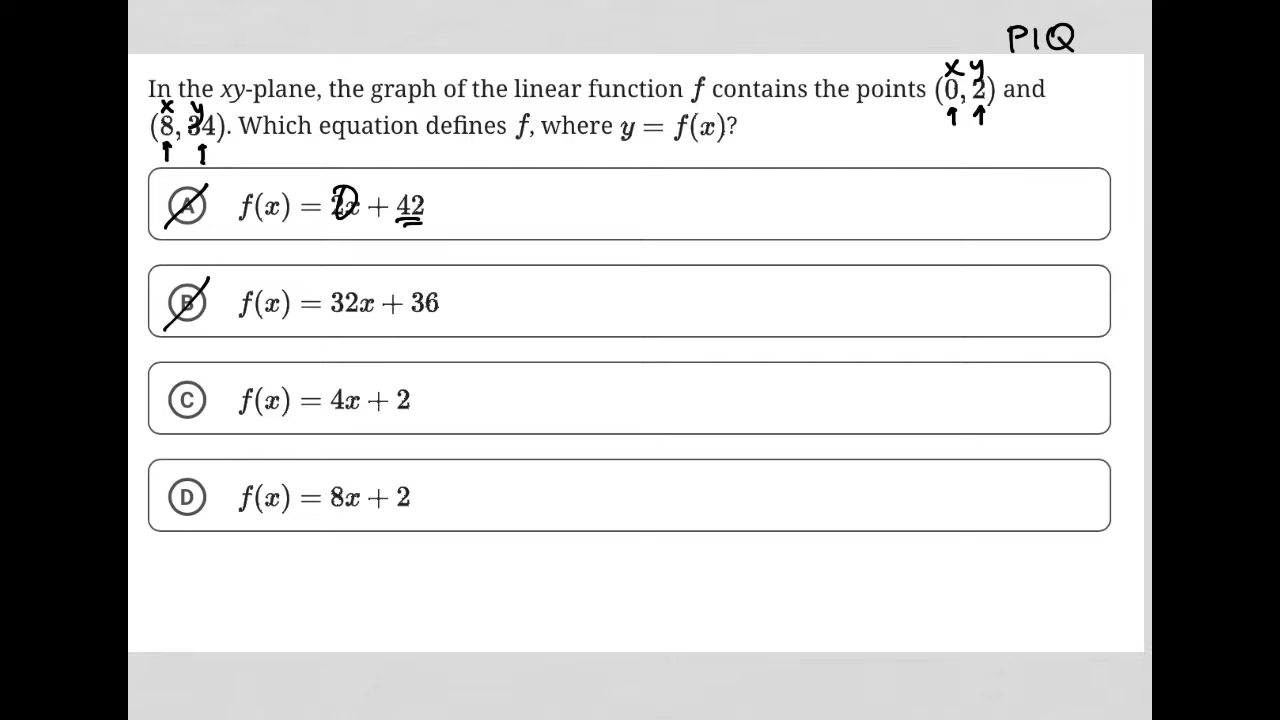 PIQ
x y
In the xy-plane, the graph of the linear function f contains the points (0, 2) and
x y
(8, 34). Which equation defines f, where y = f(x)?
A f(x) = 2x + 42
B f(x) = 32x + 36
C f(x) = 4x + 2
D f(x) = 8x + 2